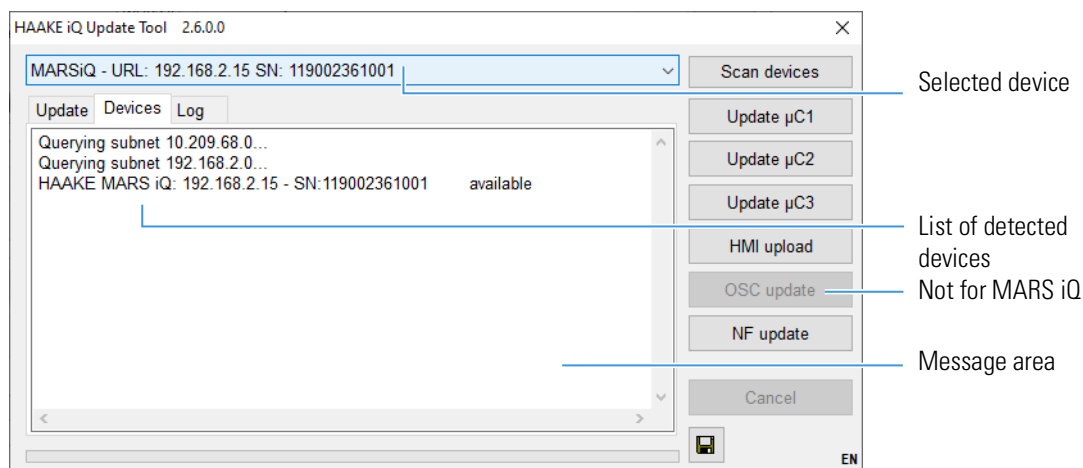 HAAKE iQ Update Tool 2.6.0.0
MARSiQ - URL: 192.168.2.15 SN: 119002361001
Scan devices
Selected device
Update Devices Log
Update µC1
Querying subnet 10.209.68.0...
Querying subnet 192.168.2.0...
HAAKE MARS iQ: 192.168.2.15 - SN:119002361001 available
Update µC2
Update µC3
List of detected
devices
HMI upload
OSC update
Not for MARS iQ
NF update
Message area
Cancel
EN